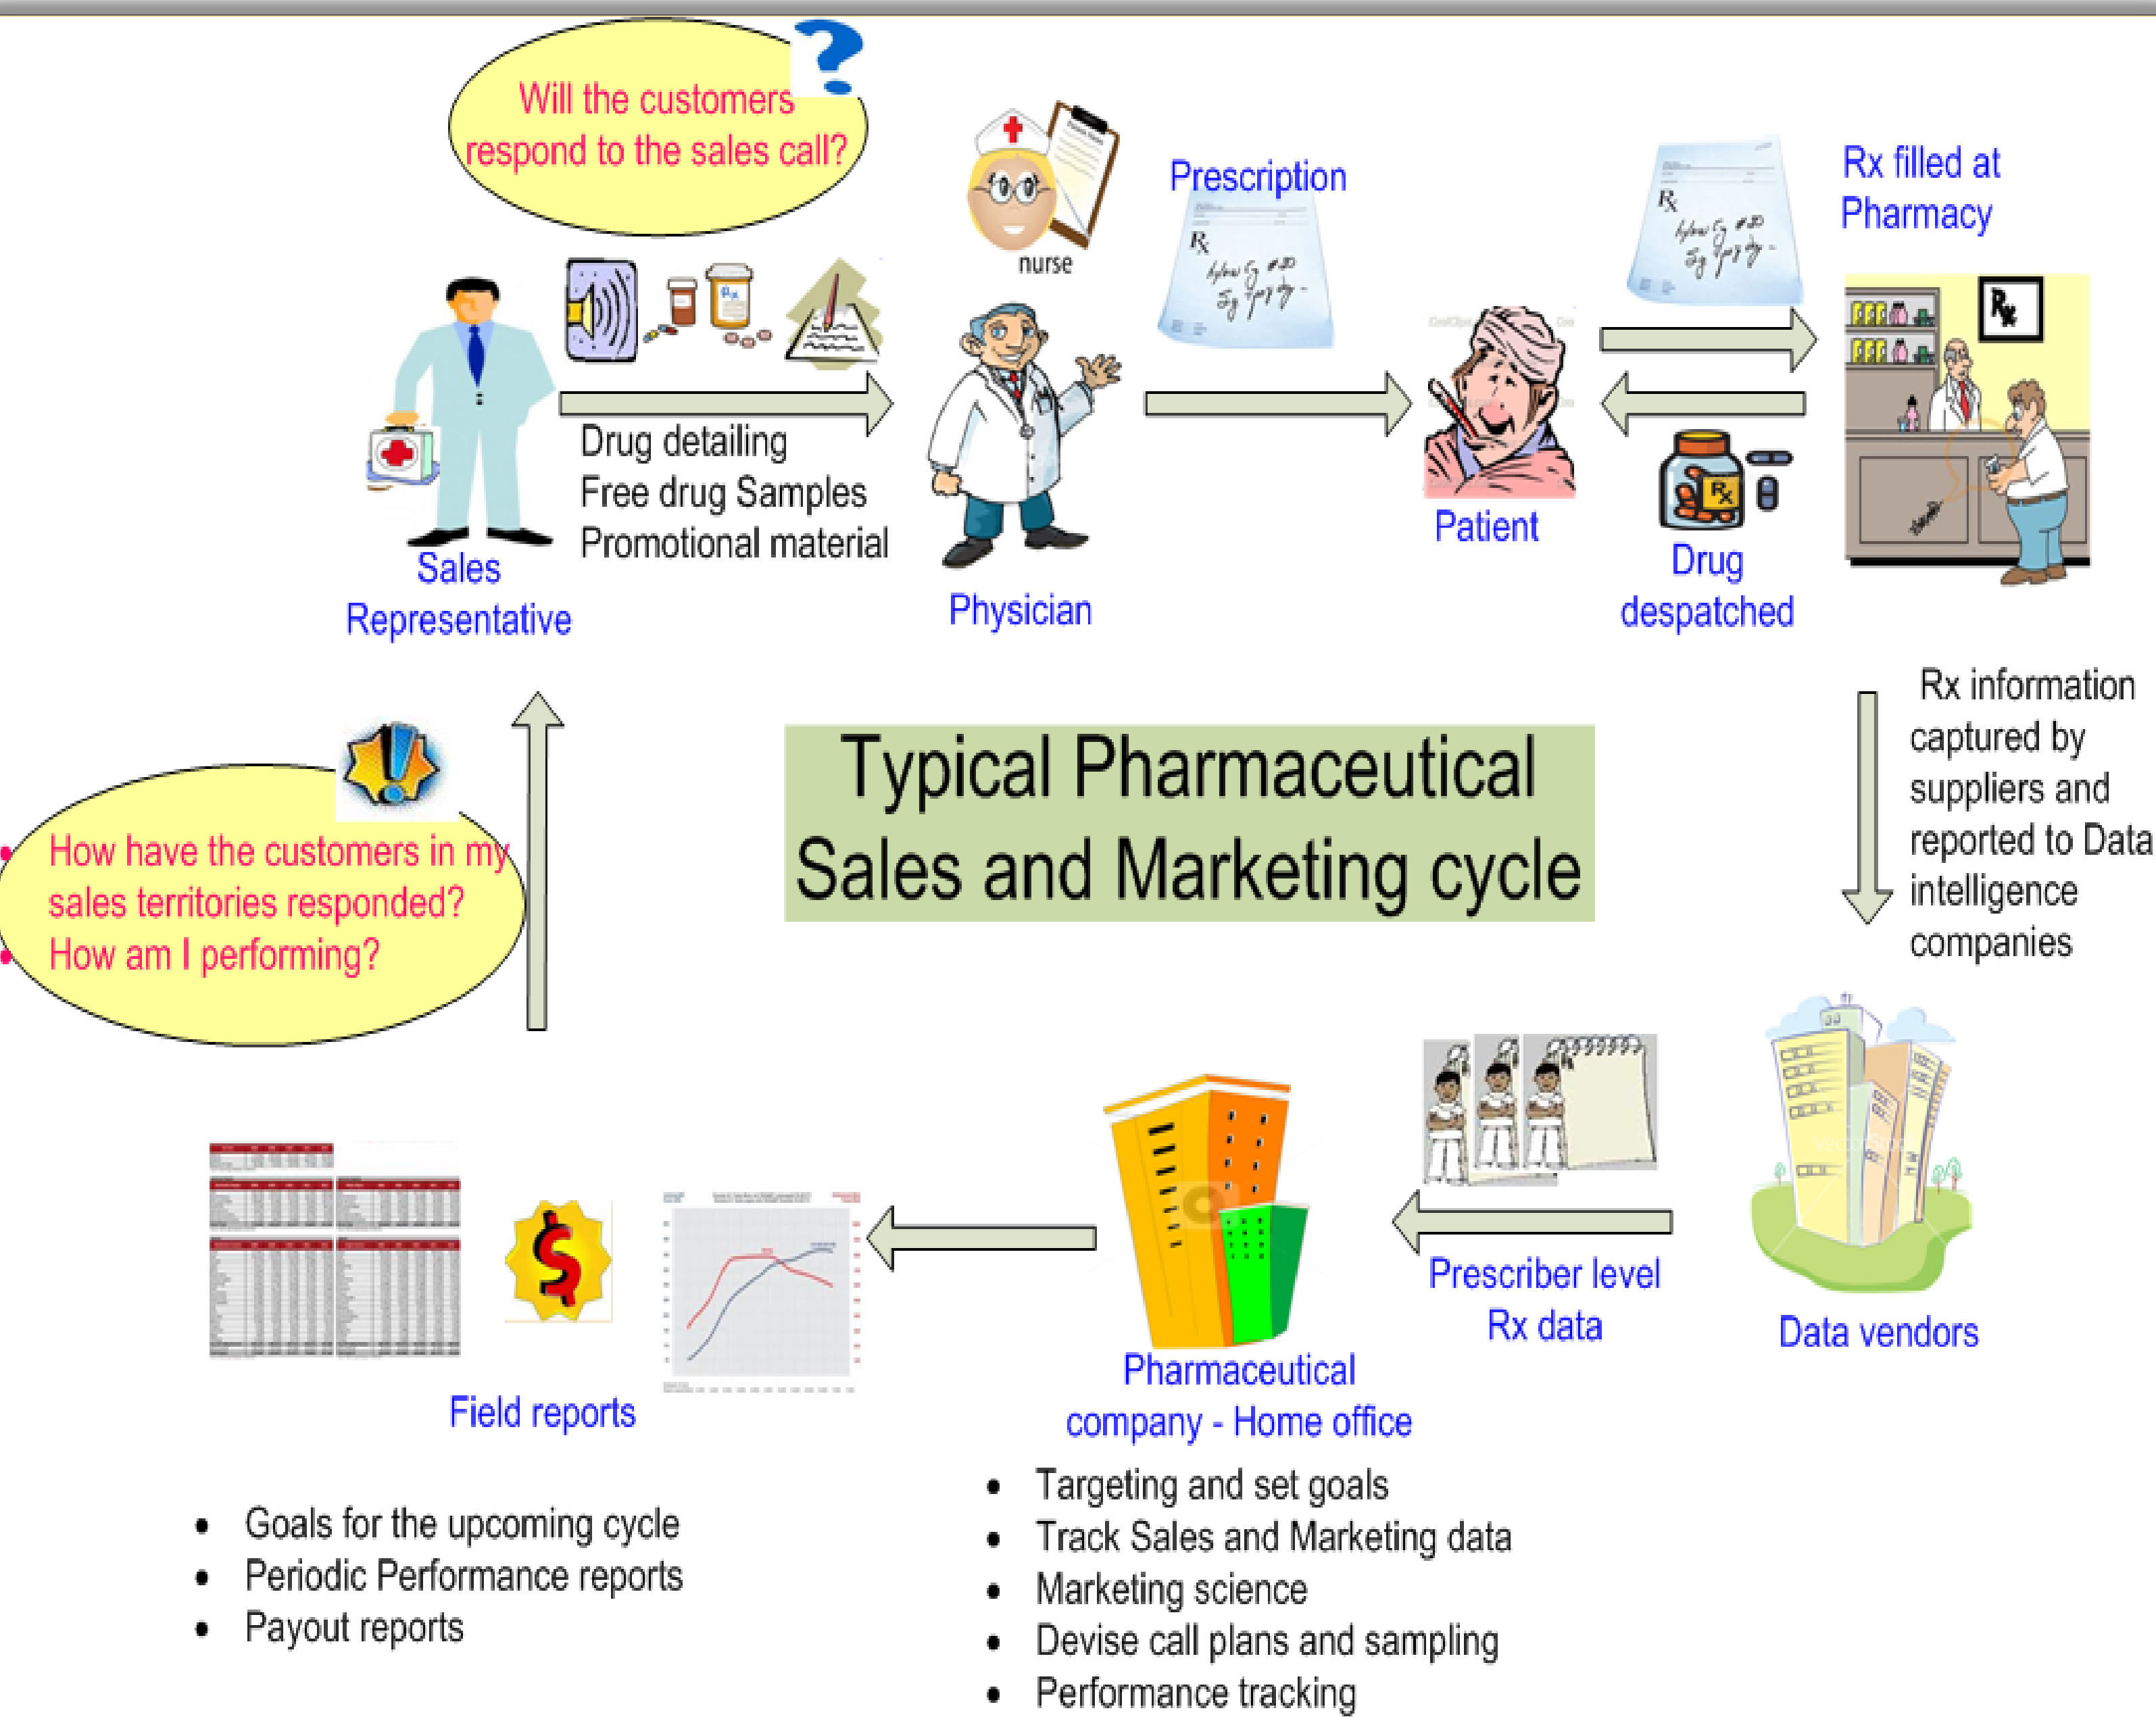 Will the customers
respond to the sales call?
nurse
Prescription
Rx
Rx filled at
Pharmacy
Rx
Rx
Rx
Drug detailing
Free drug Samples
Promotional material
Sales
Representative
Physician
Patient
Rx
Drug
despatched
Rx information
captured by
suppliers and
reported to Data
intelligence
companies
Typical Pharmaceutical
Sales and Marketing cycle
• How have the customers in my
sales territories responded?
• How am I performing?
Prescriber level
Rx data
Data vendors
Pharmaceutical
company - Home office
Field reports
• Targeting and set goals
• Track Sales and Marketing data
• Marketing science
• Devise call plans and sampling
• Performance tracking
• Goals for the upcoming cycle
• Periodic Performance reports
• Payout reports